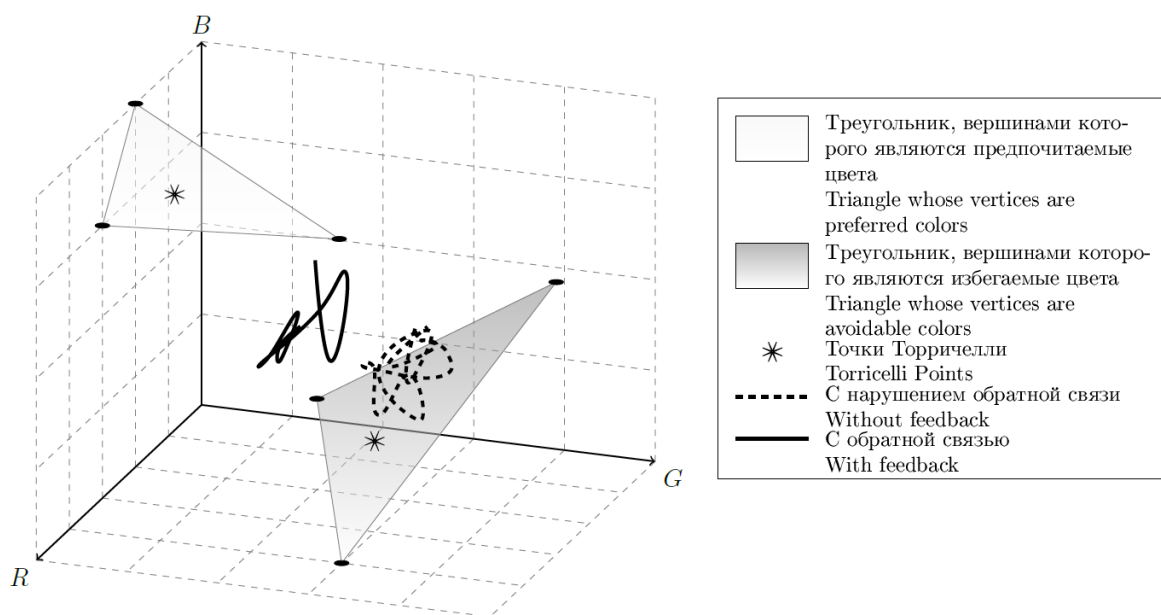 B
G
R
Треугольник, вершинами кото-
рого являются предпочитаемые
цвета
Triangle whose vertices are
preferred colors
Треугольник, вершинами которо-
го являются избегаемые цвета
Triangle whose vertices are
avoidable colors
Точки Торричелли
Torricelli Points
С нарушением обратной связи
Without feedback
С обратной связью
With feedback